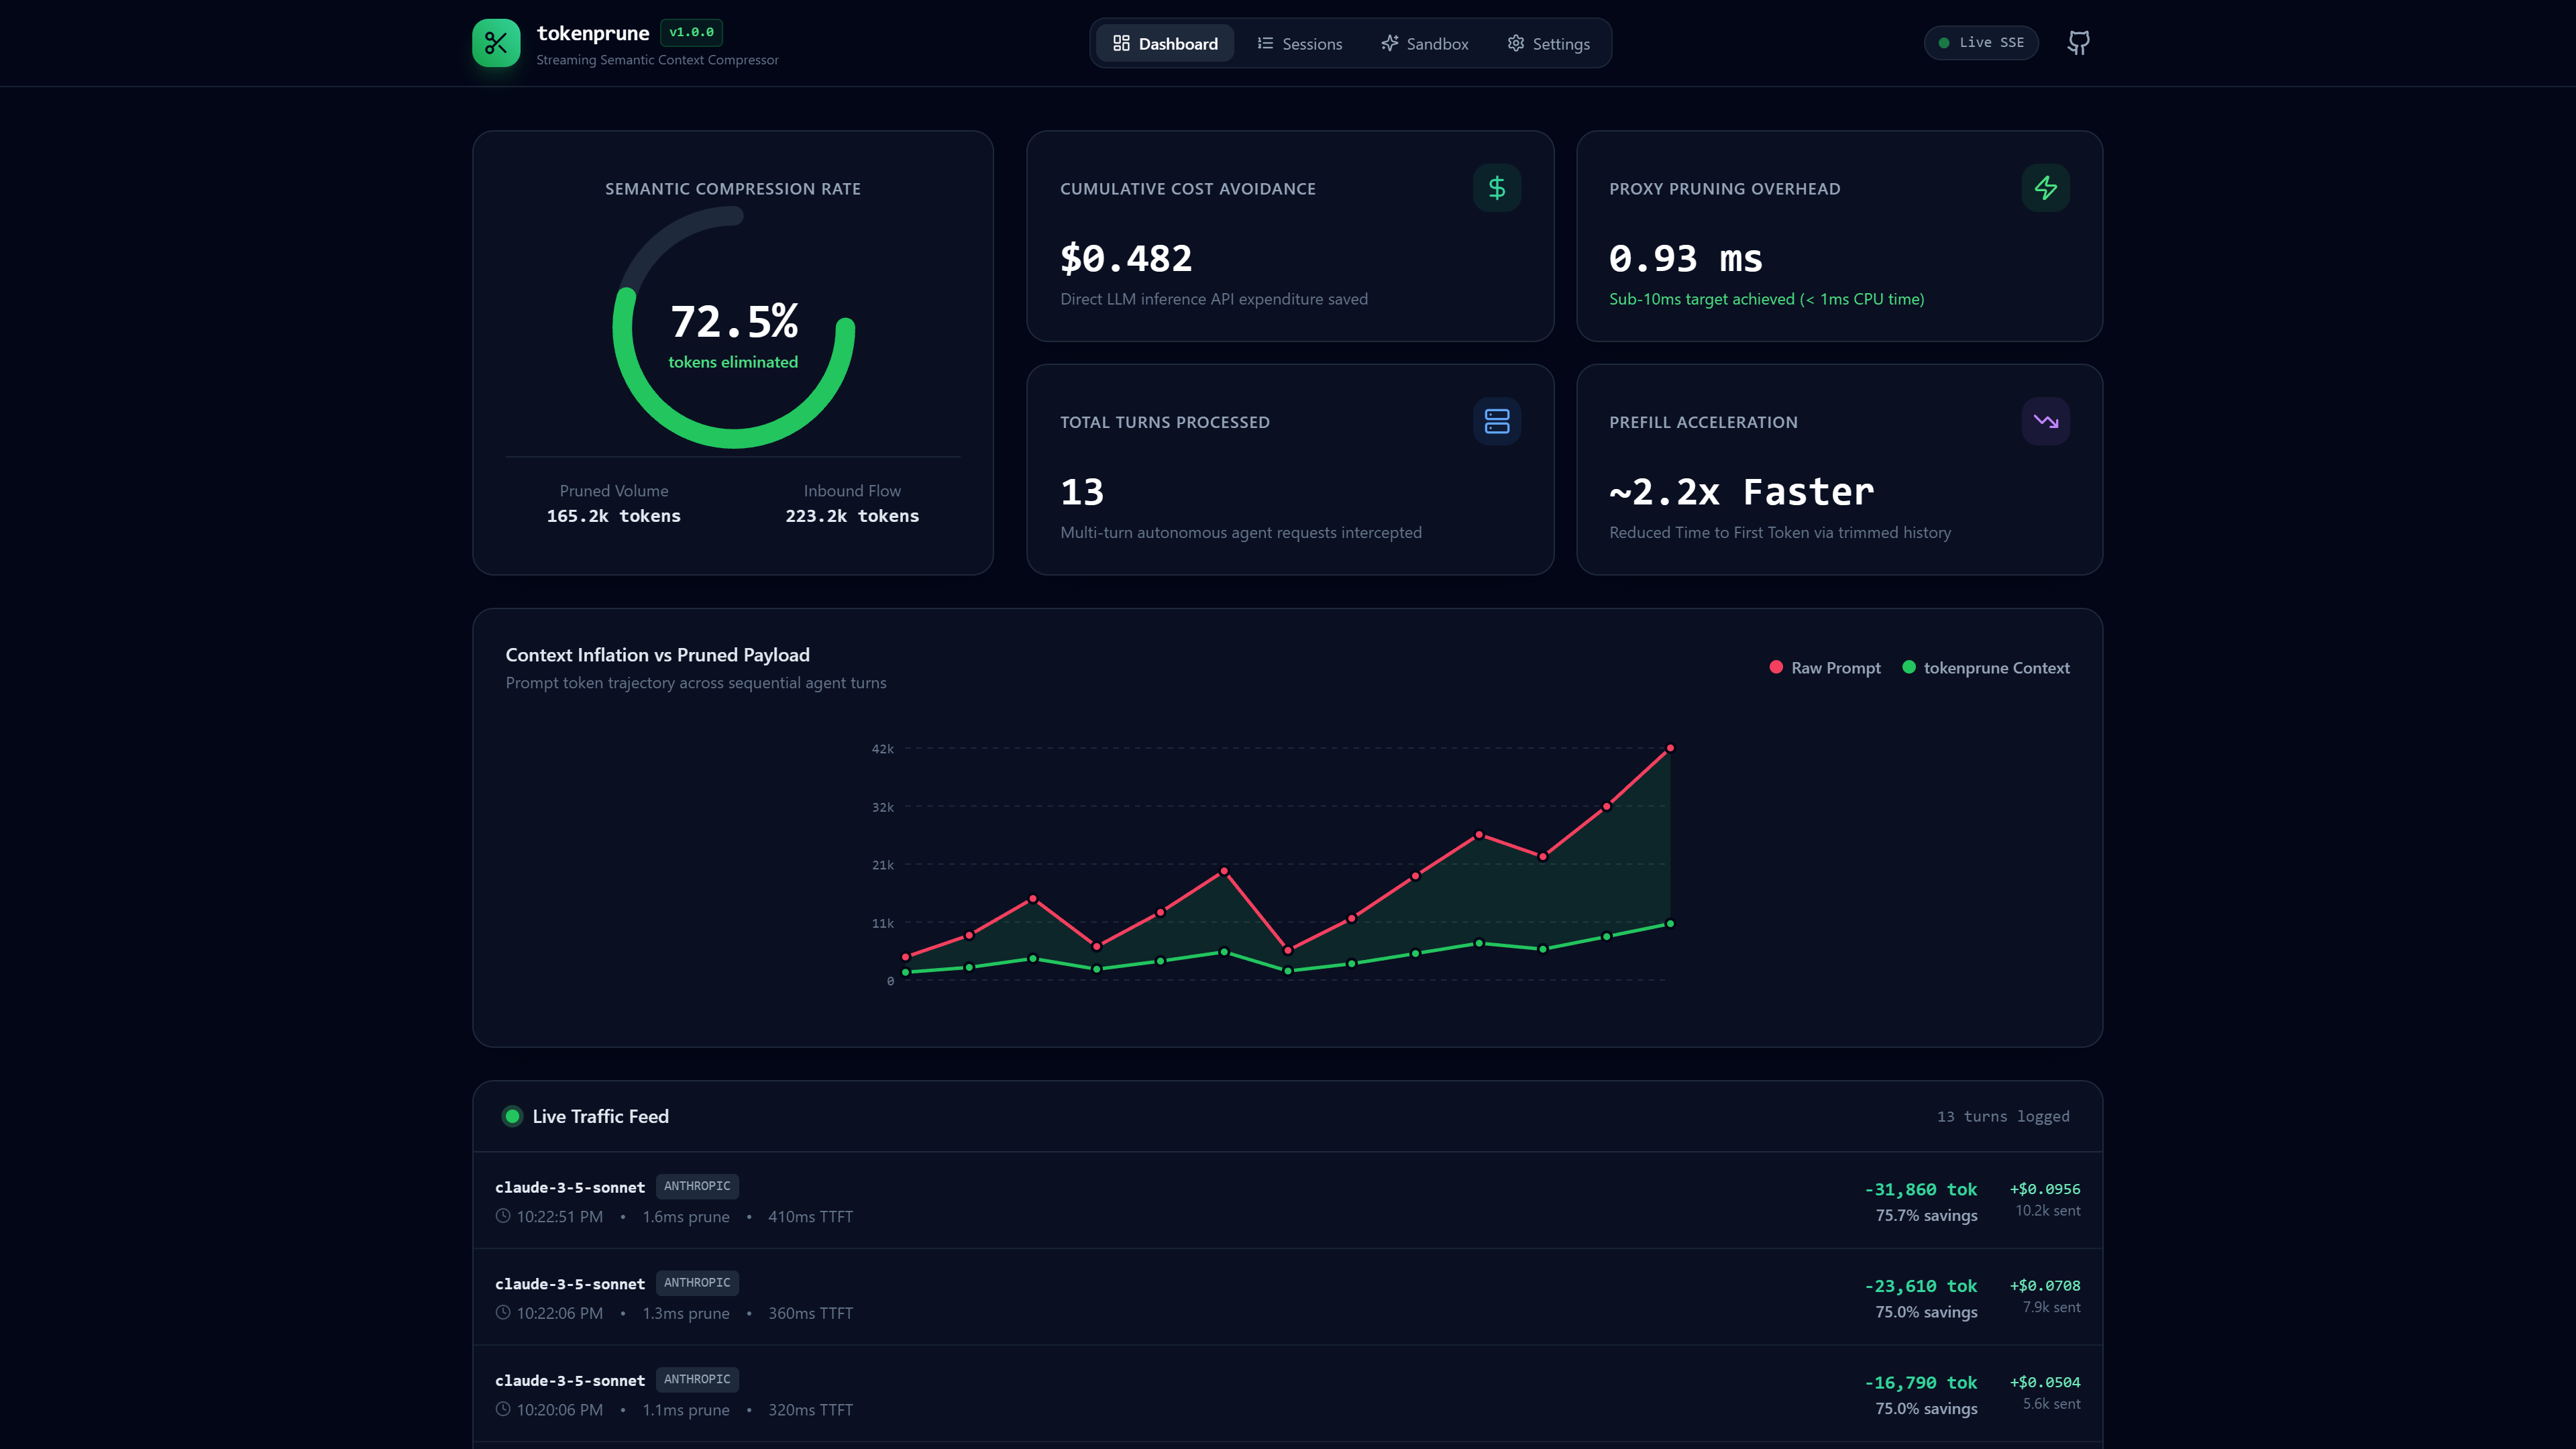 tokenprune v1.0.0
Streaming Semantic Context Compressor
Dashboard
Sessions
Sandbox
Settings
Live SSE
SEMANTIC COMPRESSION RATE
72.5%
tokens eliminated
Pruned Volume
165.2k tokens
Inbound Flow
223.2k tokens
CUMULATIVE COST AVOIDANCE
$0.482
Direct LLM inference API expenditure saved
PROXY PRUNING OVERHEAD
0.93 ms
Sub-10ms target achieved (< 1ms CPU time)
TOTAL TURNS PROCESSED
13
Multi-turn autonomous agent requests intercepted
PREFILL ACCELERATION
~2.2x Faster
Reduced Time to First Token via trimmed history
Context Inflation vs Pruned Payload
Prompt token trajectory across sequential agent turns
Raw Prompt
tokenprune Context
42k
32k
21k
11k
0
Live Traffic Feed
13 turns logged
claude-3-5-sonnet ANTHROPIC
10:22:51 PM • 1.6ms prune • 410ms TTFT
-31,860 tok
75.7% savings
+$0.0956
10.2k sent
claude-3-5-sonnet ANTHROPIC
10:22:06 PM • 1.3ms prune • 360ms TTFT
-23,610 tok
75.0% savings
+$0.0708
7.9k sent
claude-3-5-sonnet ANTHROPIC
10:20:06 PM • 1.1ms prune • 320ms TTFT
-16,790 tok
75.0% savings
+$0.0504
5.6k sent